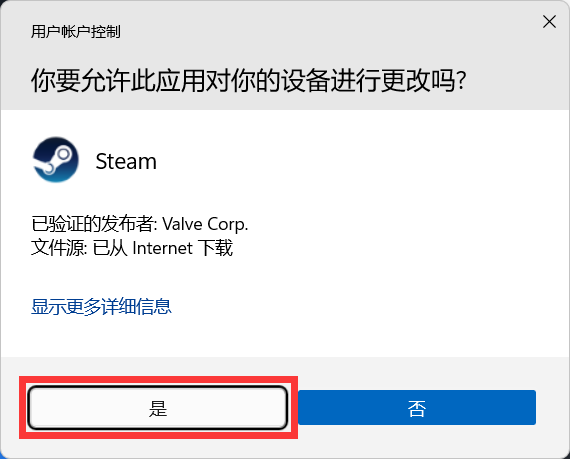 用户帐户控制
你要允许此应用对你的设备进行更改吗?
Steam
已验证的发布者: Valve Corp.
文件源: 已从 Internet 下载
显示更多详细信息
是
否